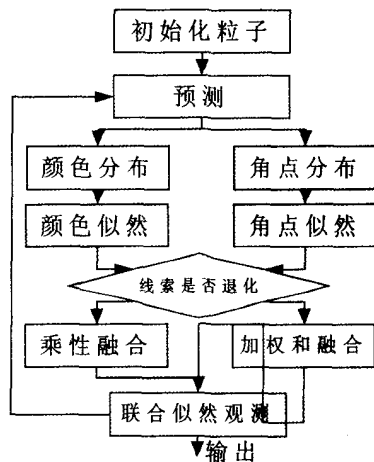 初始化粒子
预测
颜色分布
角点分布
颜色似然
角点似然
线索是否退化
乘性融合
加权和融合
联合似然观测
输出